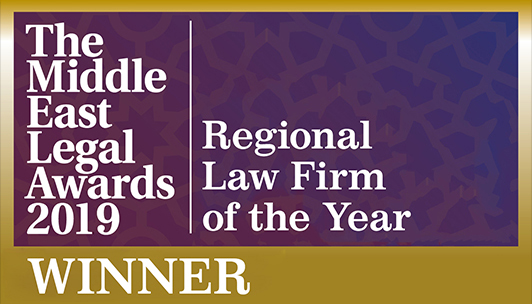 The
Middle
East
Legal
Awards
2019
Regional
Law Firm
of the Year
WINNER